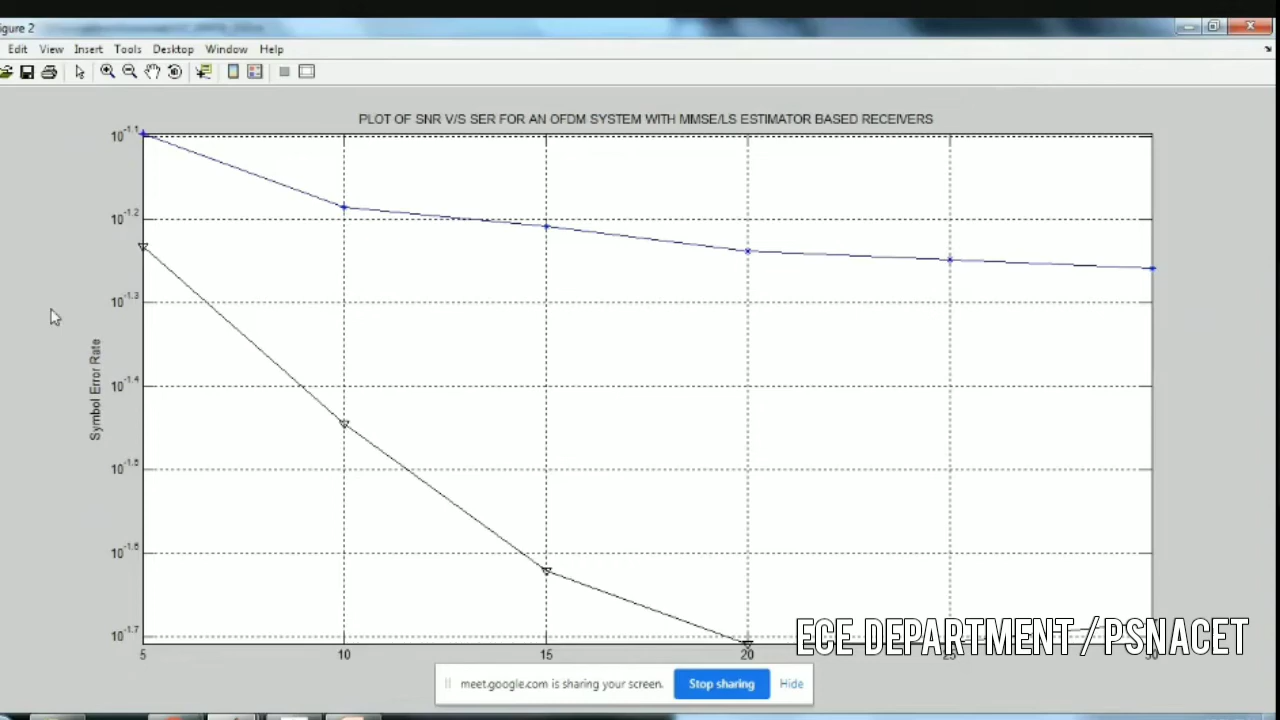 igure 2
Edit View Insert Tools Desktop Window Help
PLOT OF SNR V/S SER FOR AN OFDM SYSTEM WITH MMSE/LS ESTIMATOR BASED RECEIVERS
10^-1.1
10^-1.2
10^-1.3
10^-1.4
10^-1.5
10^-1.6
10^-1.7
Symbol Error Rate
5 10 15 20 25 30
ECE DEPARTMENT /PSNACET
meet.google.com is sharing your screen. Stop sharing Hide